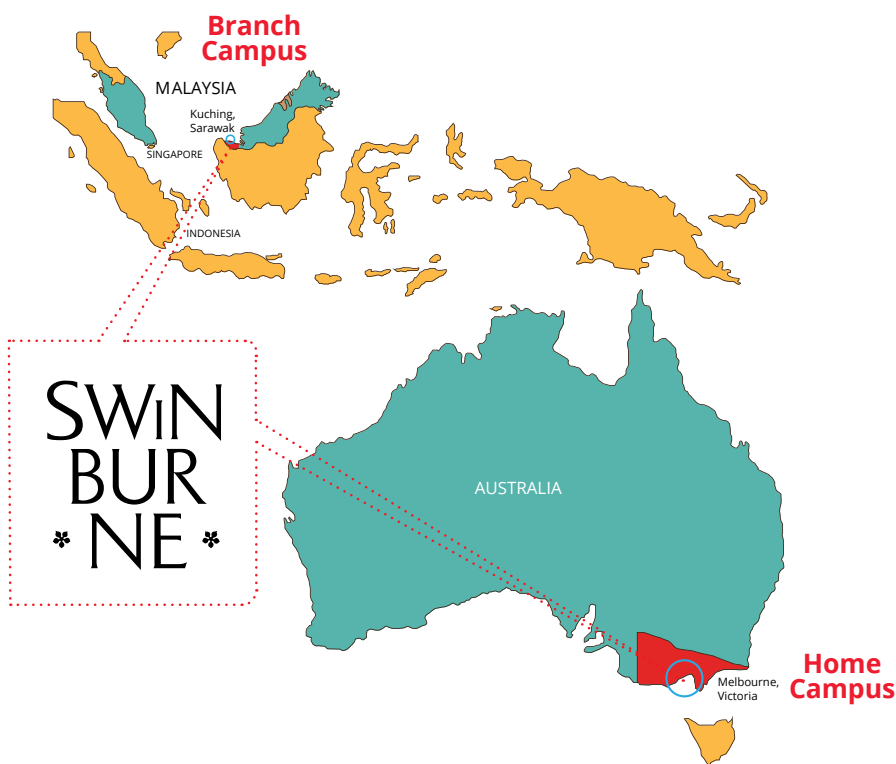 Branch
Campus
MALAYSIA
Kuching,
Sarawak
SINGAPORE
INDONESIA
SWiN
BUR
NE
AUSTRALIA
Home
Campus
Melbourne,
Victoria